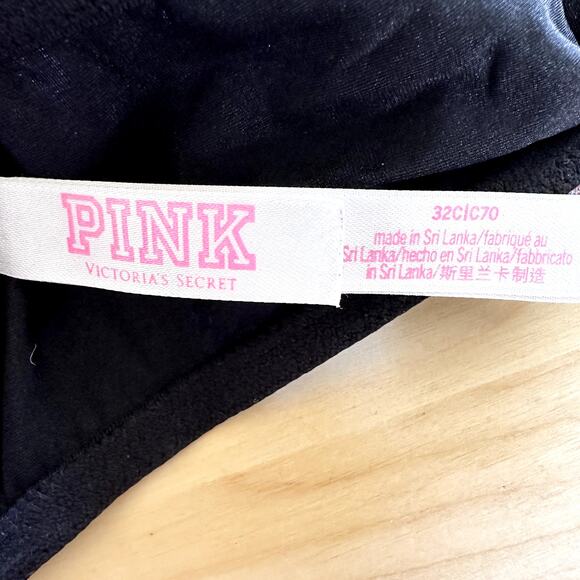 PINK
VICTORIA'S SECRET
32C|C70
made in Sri Lanka/fabriqué au
Sri Lanka/hecho en Sri Lanka/fabbricato
in Sri Lanka/斯里兰卡制造